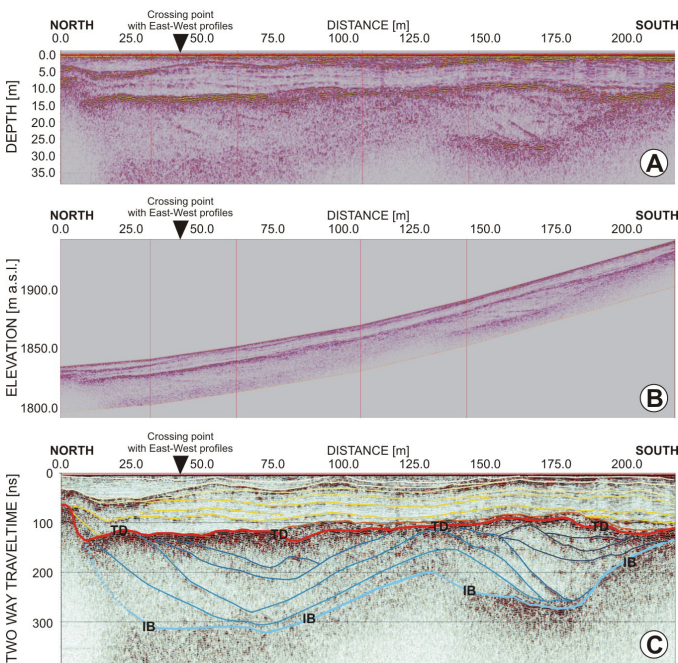 Crossing point
with East-West profiles
NORTH DISTANCE [m] SOUTH
0.0 25.0 50.0 75.0 100.0 125.0 150.0 175.0 200.0
DEPTH [m]
0.0
5.0
10.0
15.0
20.0
25.0
30.0
35.0
A
Crossing point
with East-West profiles
NORTH DISTANCE [m] SOUTH
0.0 25.0 50.0 75.0 100.0 125.0 150.0 175.0 200.0
ELEVATION [m a.s.l.]
1900.0
1850.0
1800.0
B
Crossing point
with East-West profiles
NORTH DISTANCE [m] SOUTH
0.0 25.0 50.0 75.0 100.0 125.0 150.0 175.0 200.0
TWO WAY TRAVELTIME [ns]
0
100
200
300
TD TD TD TD
IB IB IB IB
C